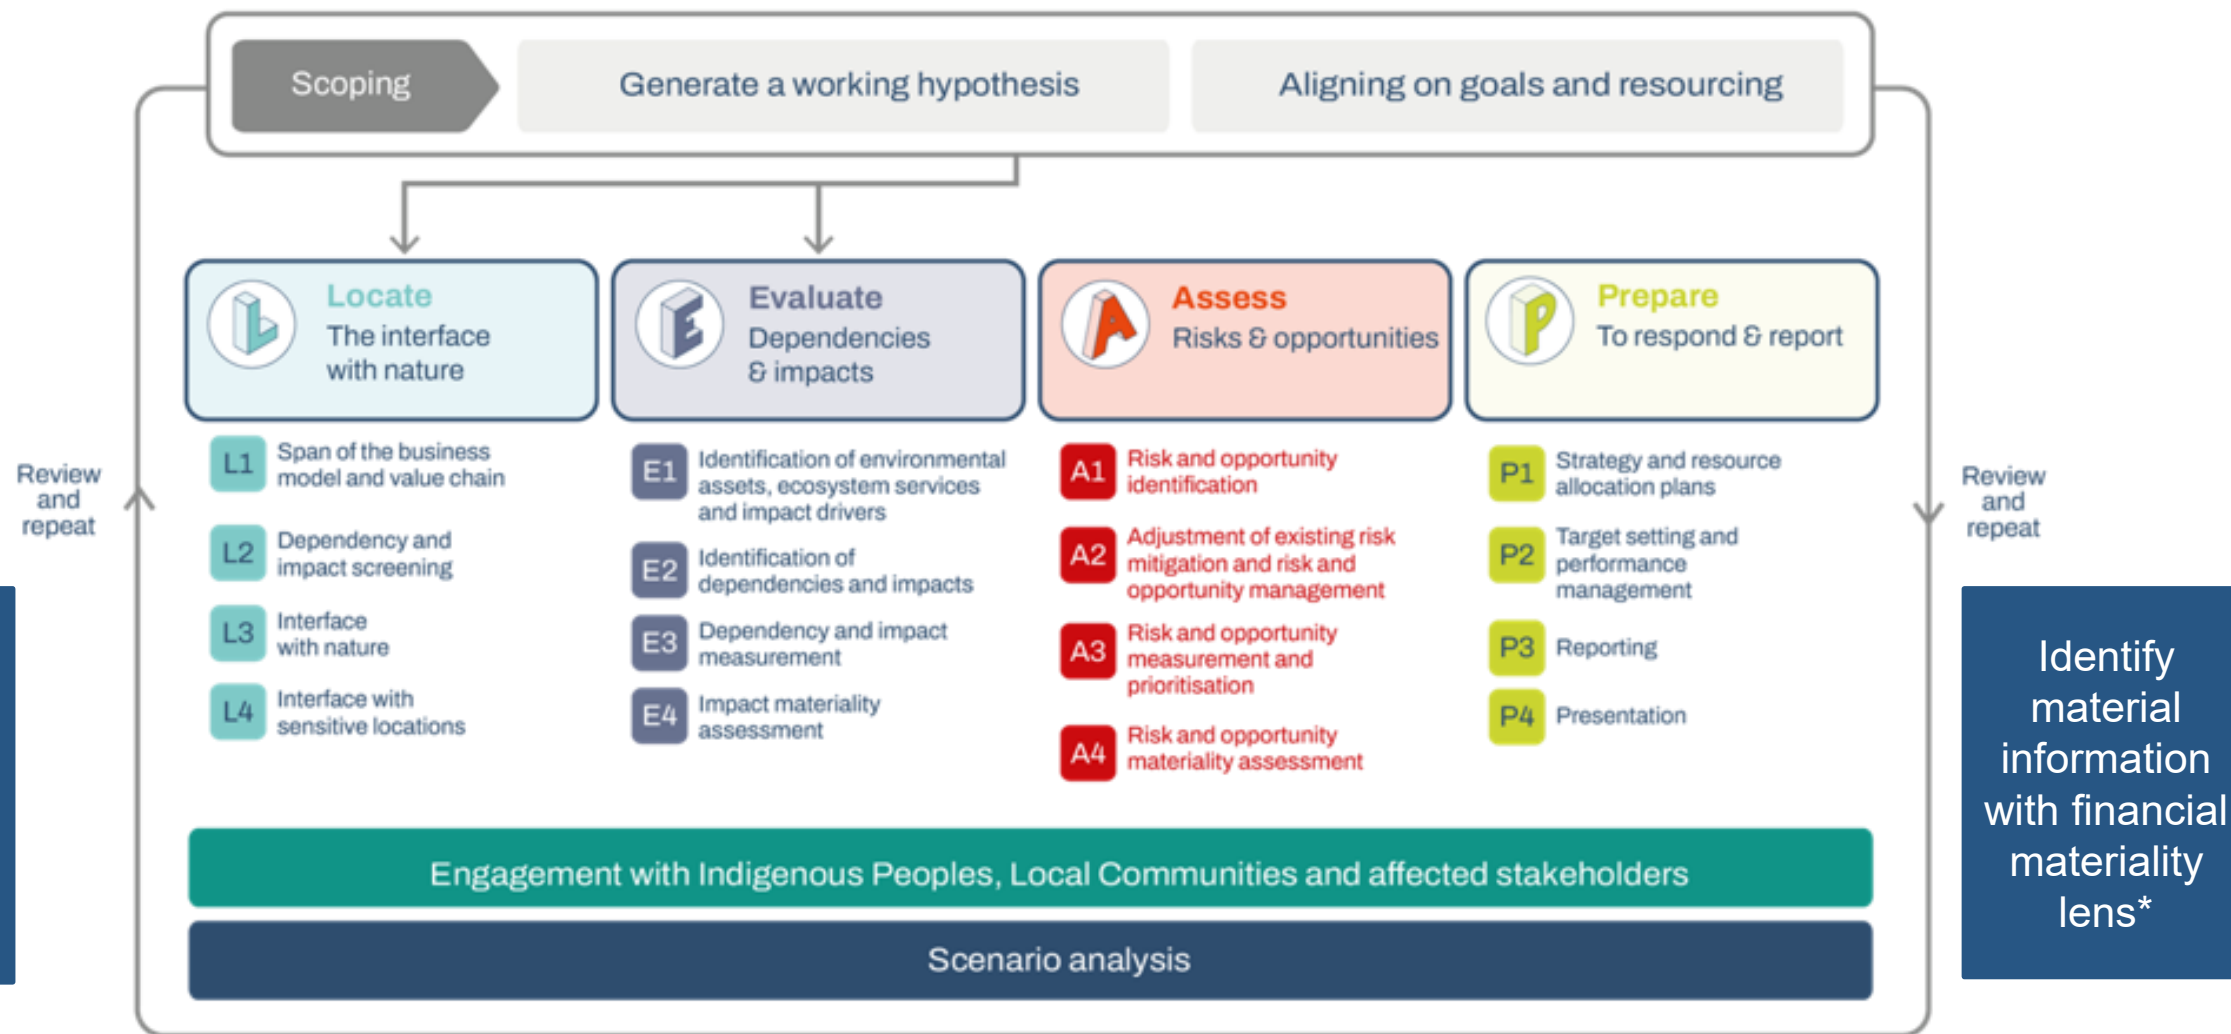 Scoping
Generate a working hypothesis
Aligning on goals and resourcing
L
Locate
The interface
with nature
E
Evaluate
Dependencies
& impacts
A
Assess
Risks & opportunities
P
Prepare
To respond & report
Review
and
repeat
L1
Span of the business
model and value chain
L2
Dependency and
impact screening
L3
Interface
with nature
L4
Interface with
sensitive locations
E1
Identification of environmental
assets, ecosystem services
and impact drivers
E2
Identification of
dependencies and impacts
E3
Dependency and impact
measurement
E4
Impact materiality
assessment
A1
Risk and opportunity
identification
A2
Adjustment of existing risk
mitigation and risk and
opportunity management
A3
Risk and opportunity
measurement and
prioritisation
A4
Risk and opportunity
materiality assessment
P1
Strategy and resource
allocation plans
P2
Target setting and
performance
management
P3
Reporting
P4
Presentation
Review
and
repeat
Identify
material
information
with financial
materiality
lens*
Engagement with Indigenous Peoples, Local Communities and affected stakeholders
Scenario analysis